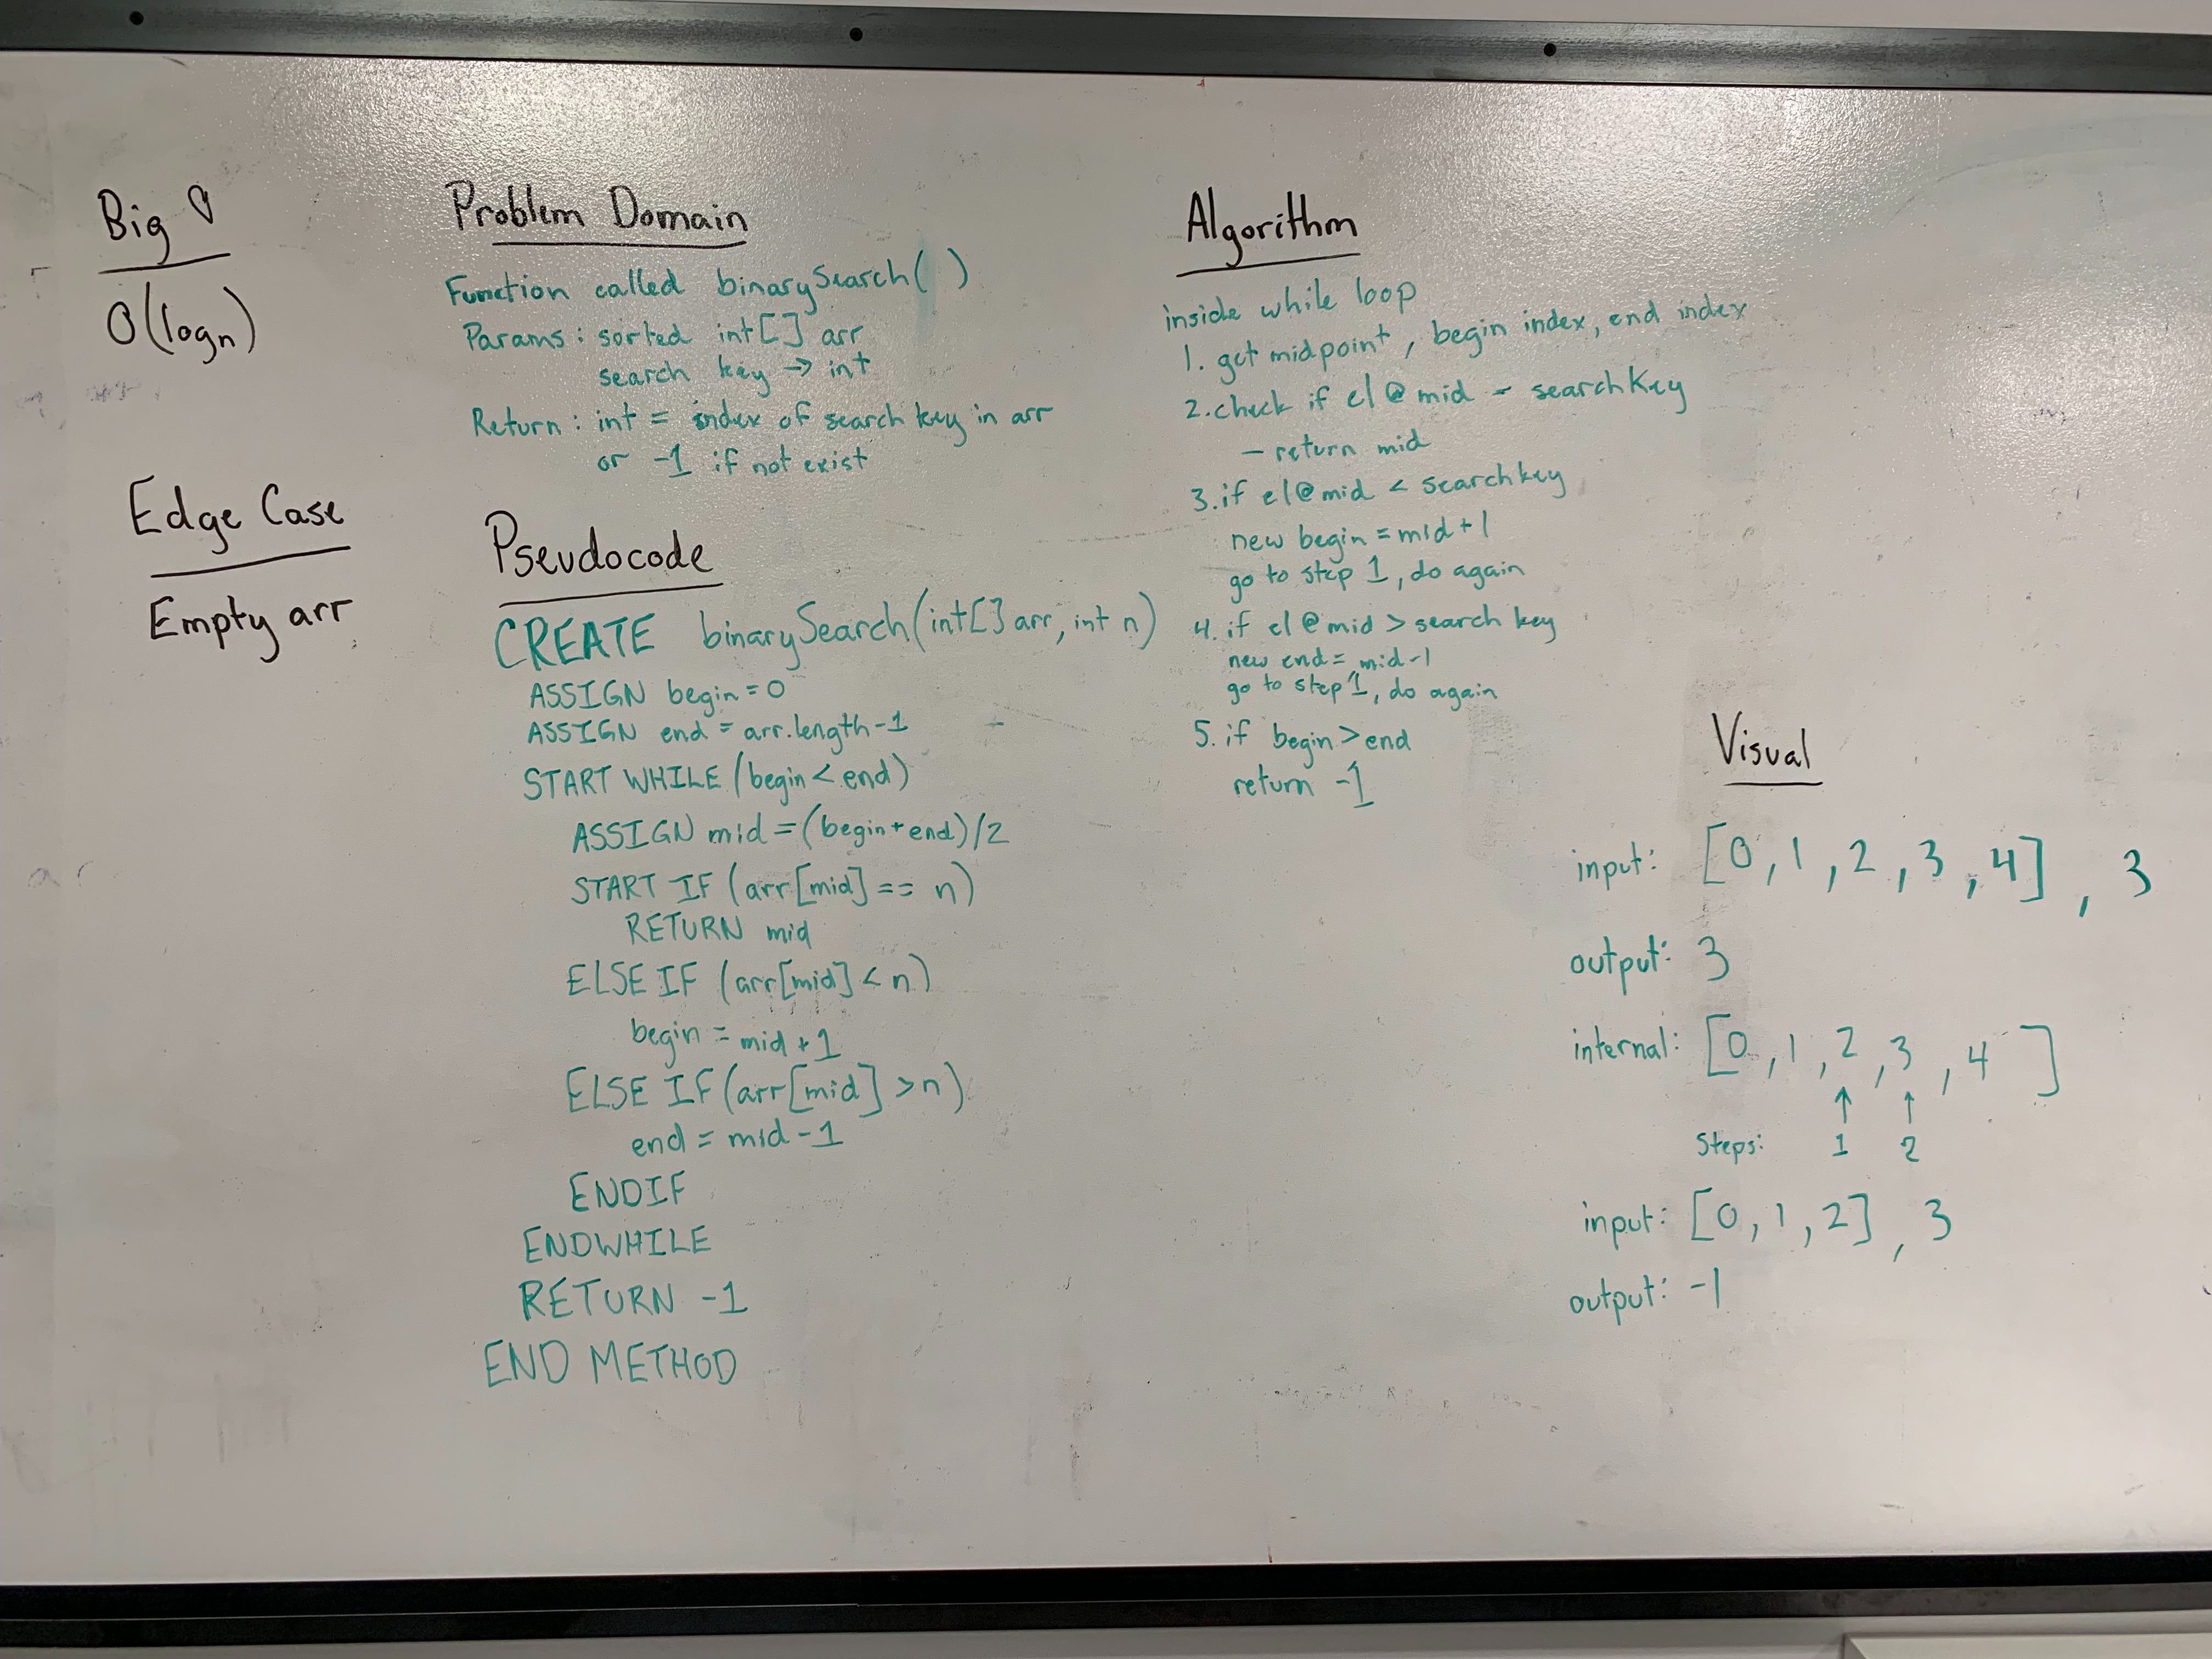 Big O
O(logn)
Edge Case
Empty arr
Problem Domain
Function called binarySearch( )
Params: sorted int[] arr
search key → int
Return: int = index of search key in arr
or -1 if not exist
Pseudocode
CREATE binarySearch(int[] arr, int n)
ASSIGN begin = 0
ASSIGN end = arr.length-1
START WHILE (begin < end)
ASSIGN mid = (begin + end)/2
START IF (arr[mid] == n)
RETURN mid
ELSE IF (arr[mid] < n)
begin = mid + 1
ELSE IF (arr[mid] > n)
end = mid - 1
ENDIF
ENDWHILE
RETURN -1
END METHOD
Algorithm
inside while loop
1. get midpoint, begin index, end index
2. check if el @ mid = searchKey
- return mid
3. if el@mid < searchkey
new begin = mid + 1
go to step 1, do again
4. if el @ mid > search key
new end = mid-1
go to step 1, do again
5. if begin > end
return -1
Visual
input: [0, 1, 2, 3, 4], 3
output: 3
internal: [0, 1, 2, 3, 4]
↑ ↑
Steps: 1 2
input: [0, 1, 2], 3
output: -1